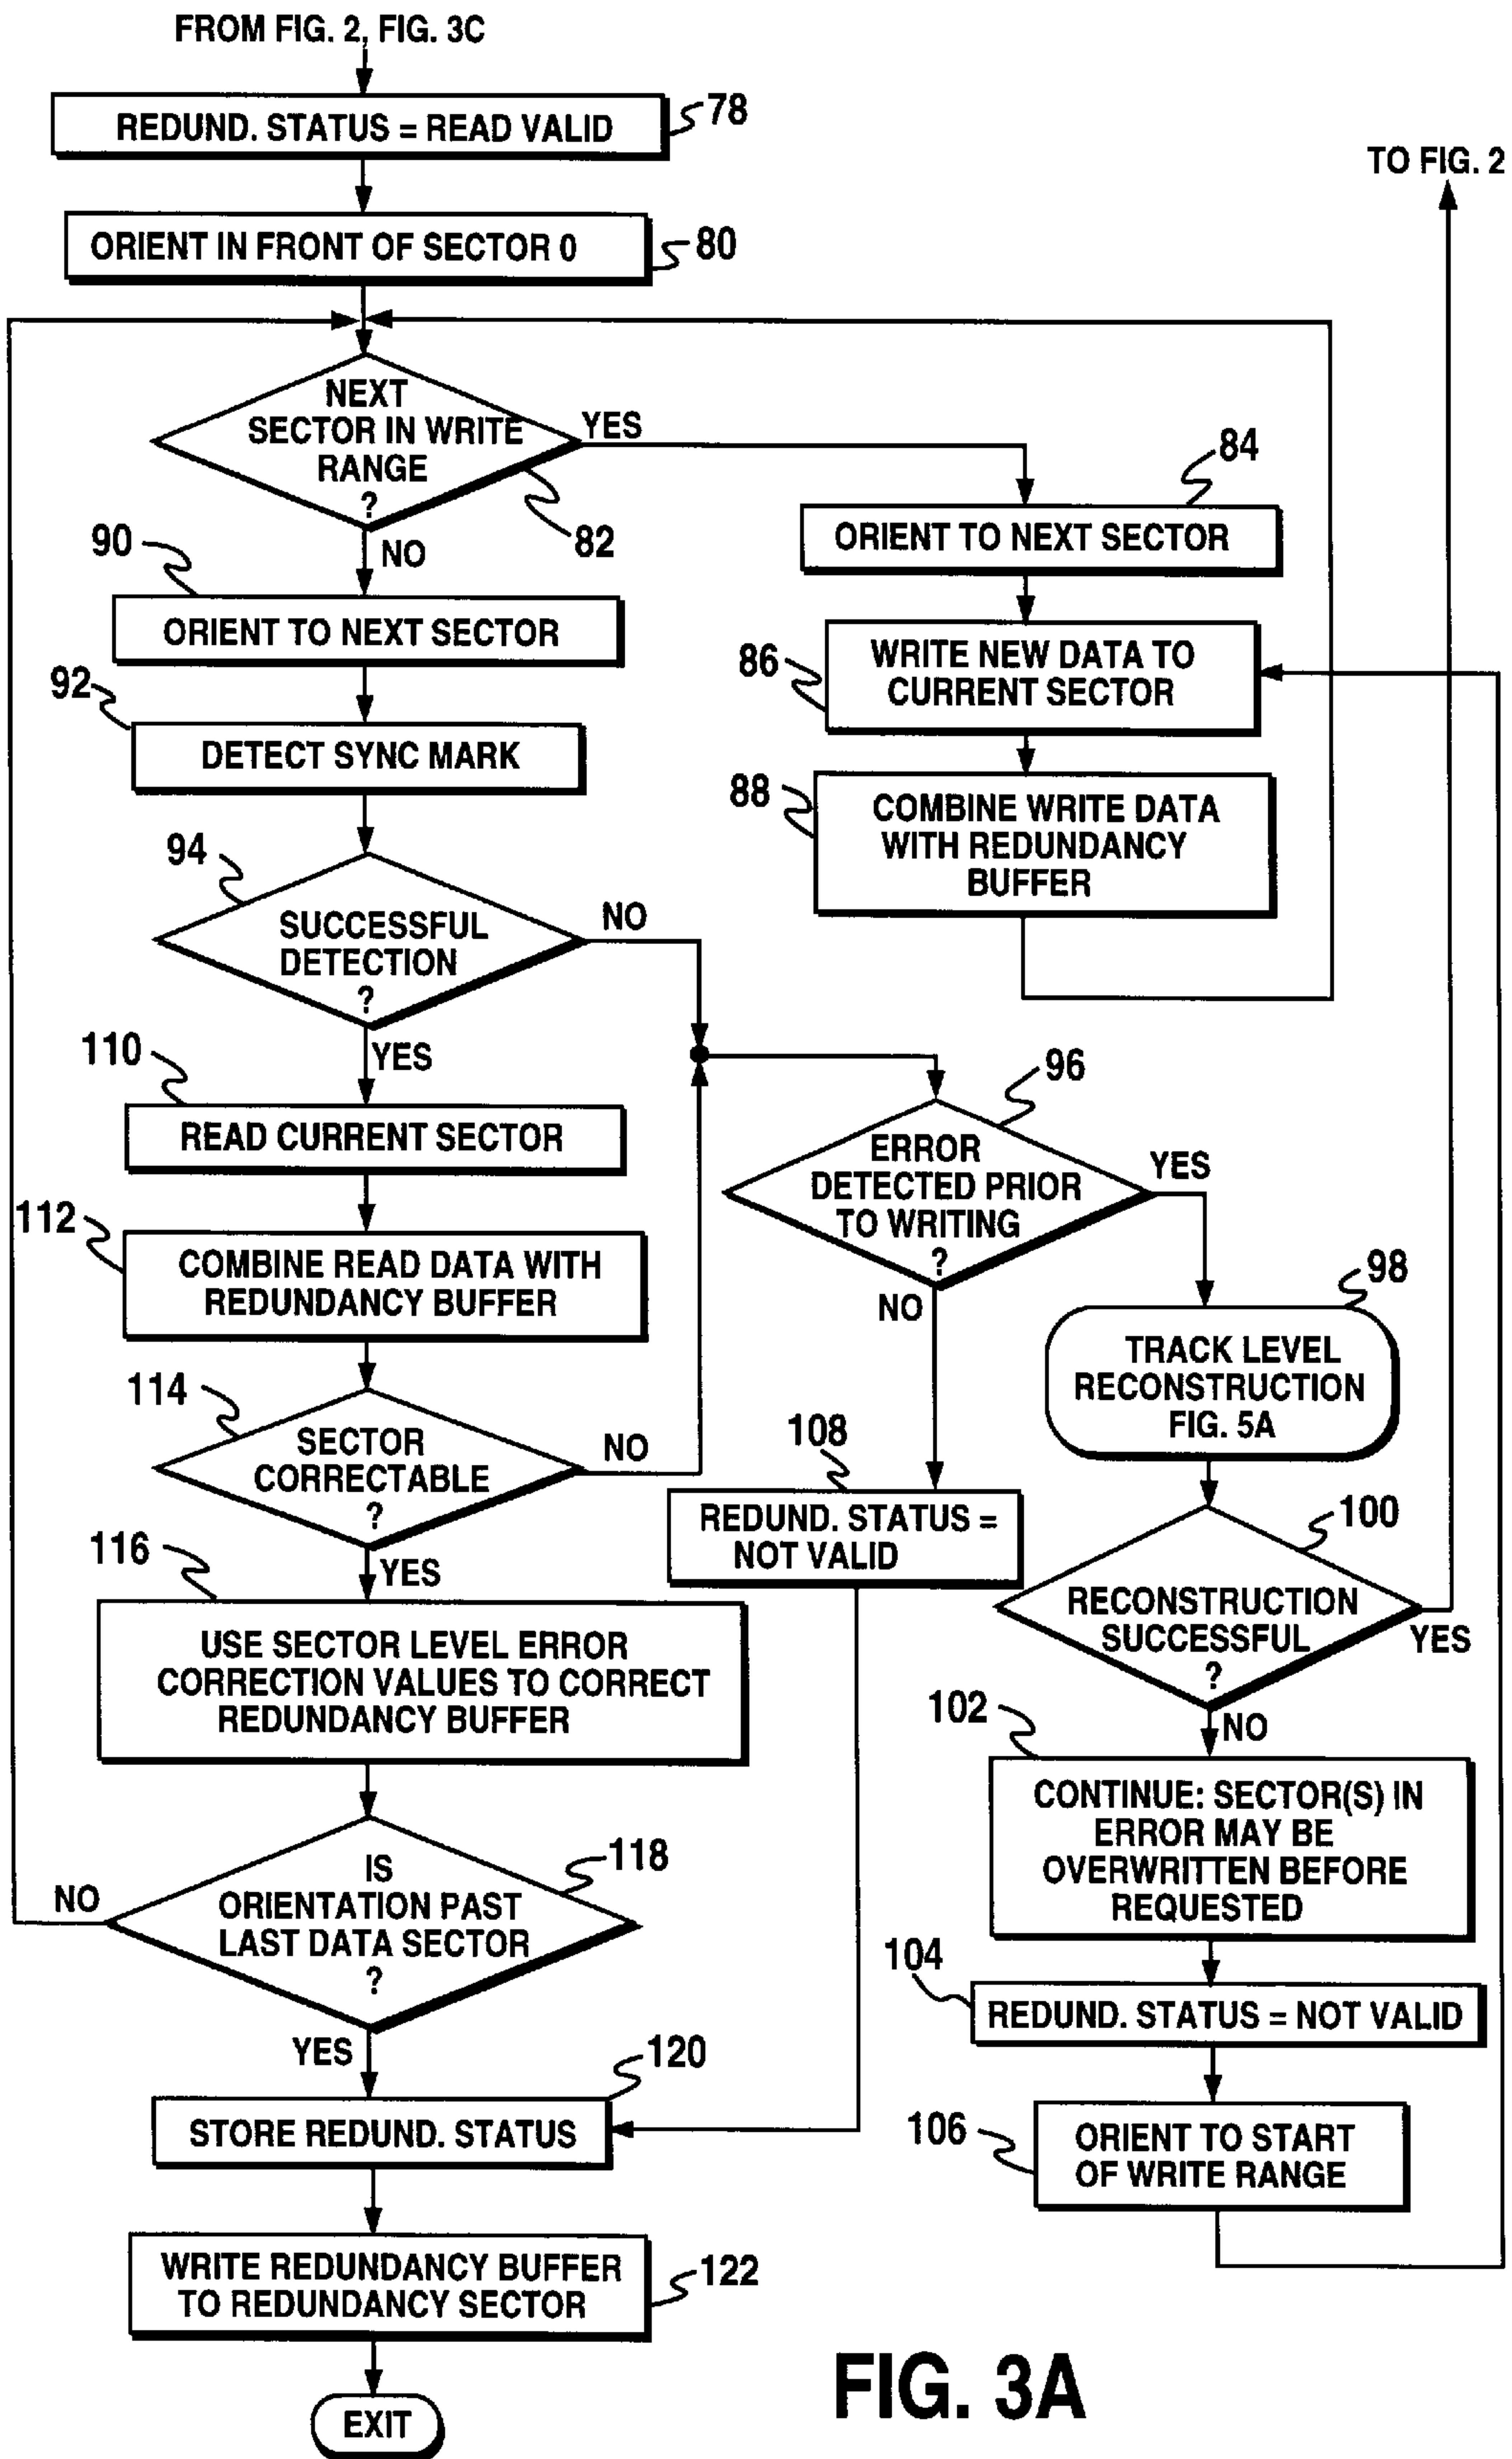 FROM FIG. 2, FIG. 3C
REDUND. STATUS = READ VALID
78
TO FIG. 2
ORIENT IN FRONT OF SECTOR 0
80
NEXT
SECTOR IN WRITE
RANGE
?
YES
82
NO
84
ORIENT TO NEXT SECTOR
86
WRITE NEW DATA TO
CURRENT SECTOR
88
COMBINE WRITE DATA
WITH REDUNDANCY
BUFFER
90
ORIENT TO NEXT SECTOR
92
DETECT SYNC MARK
94
SUCCESSFUL
DETECTION
?
NO
YES
96
ERROR
DETECTED PRIOR
TO WRITING
?
YES
NO
110
READ CURRENT SECTOR
112
COMBINE READ DATA WITH
REDUNDANCY BUFFER
98
TRACK LEVEL
RECONSTRUCTION
FIG. 5A
114
SECTOR
CORRECTABLE
?
NO
YES
108
REDUND. STATUS =
NOT VALID
100
RECONSTRUCTION
SUCCESSFUL
?
YES
NO
116
USE SECTOR LEVEL ERROR
CORRECTION VALUES TO CORRECT
REDUNDANCY BUFFER
102
CONTINUE: SECTOR(S) IN
ERROR MAY BE
OVERWRITTEN BEFORE
REQUESTED
118
IS
ORIENTATION PAST
LAST DATA SECTOR
?
NO
YES
104
REDUND. STATUS = NOT VALID
120
STORE REDUND. STATUS
106
ORIENT TO START
OF WRITE RANGE
WRITE REDUNDANCY BUFFER
TO REDUNDANCY SECTOR
122
EXIT
FIG. 3A